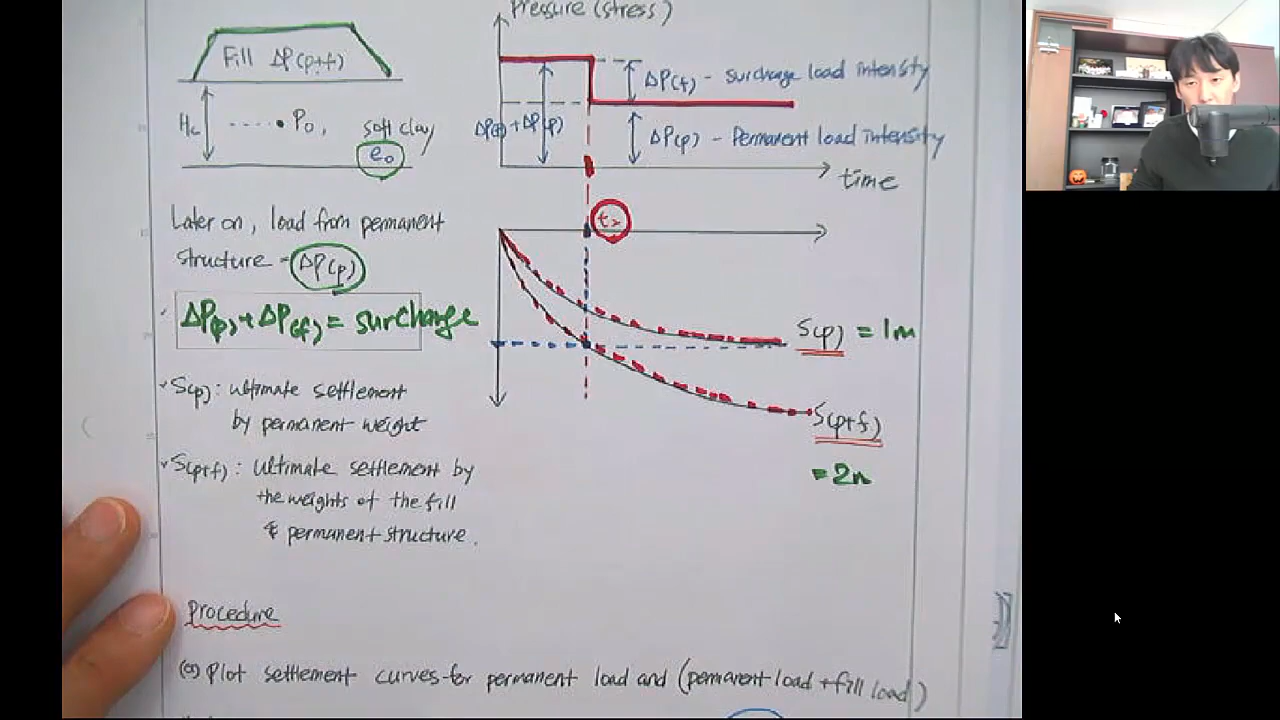 Pressure (stress)
Fill ΔP(p+f)
ΔP(f) - Surcharge load intensity
Hc
P0,
soft clay
e0
ΔP(f)+ΔP(p)
ΔP(p) - Permanent load intensity
time
t2
Later on, load from permanent
structure - ΔP(p)
ΔP(p)+ΔP(f) = surcharge
S(p) = 1m
S(p): ultimate settlement
by permanent weight
S(p+f)
= 2m
S(p+f): Ultimate settlement by
the weights of the fill
& permanent structure.
Procedure
(a) Plot settlement curves for permanent load and (permanent load + fill load)